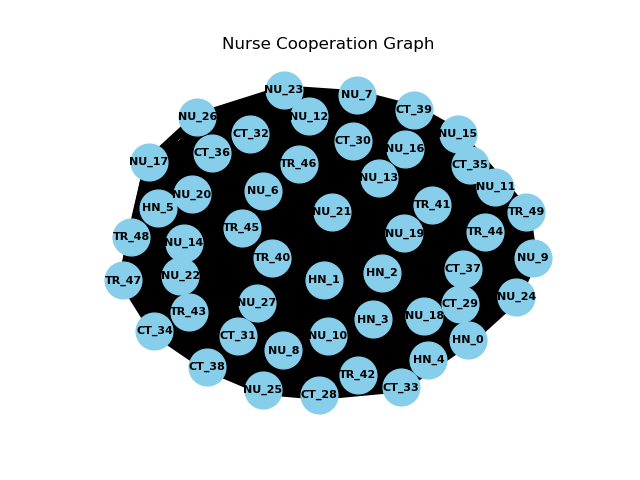 Nurse Cooperation Graph
NU_23
NU_7
CT_39
NU_26
NU_12
CT_32
NU_15
CT_30
NU_16
CT_36
NU_17
TR_46
CT_35
NU_13
NU_11
NU_6
NU_20
TR_41
HN_5
NU_21
TR_49
TR_45
TR_44
NU_19
TR_48
NU_14
TR_40
NU_9
CT_37
HN_2
NU_22
TR_47
HN_1
NU_24
NU_27
CT_29
TR_43
NU_18
HN_3
CT_34
CT_31
NU_10
HN_0
NU_8
HN_4
CT_38
TR_42
CT_33
NU_25
CT_28